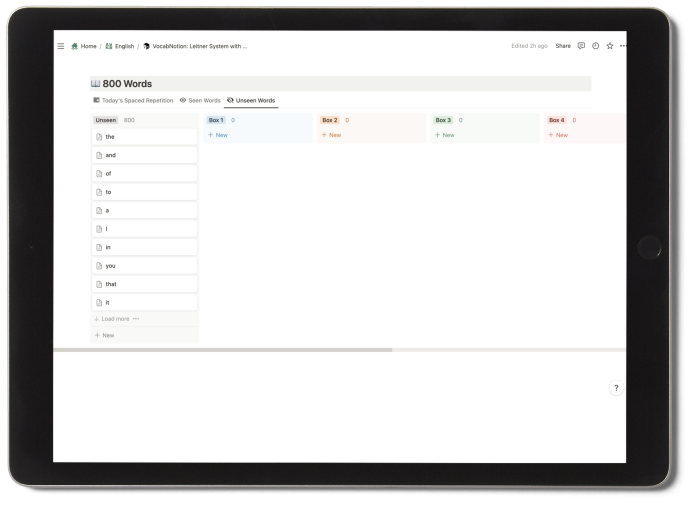 Home / English / VocabNotion: Leitner System with ... Edited 2h ago Share
800 Words
Today's Spaced Repetition Seen Words Unseen Words
Unseen 800 Box 1 0 Box 2 0 Box 3 0 Box 4 0
the + New + New + New + New
and
of
to
a
I
in
you
that
it
↓ Load more ...
+ New
?